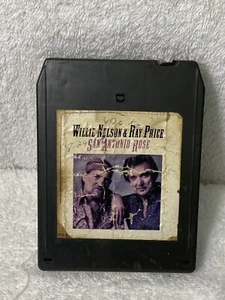 WILLIE NELSON & RAY PRICE
SAN ANTONIO ROSE